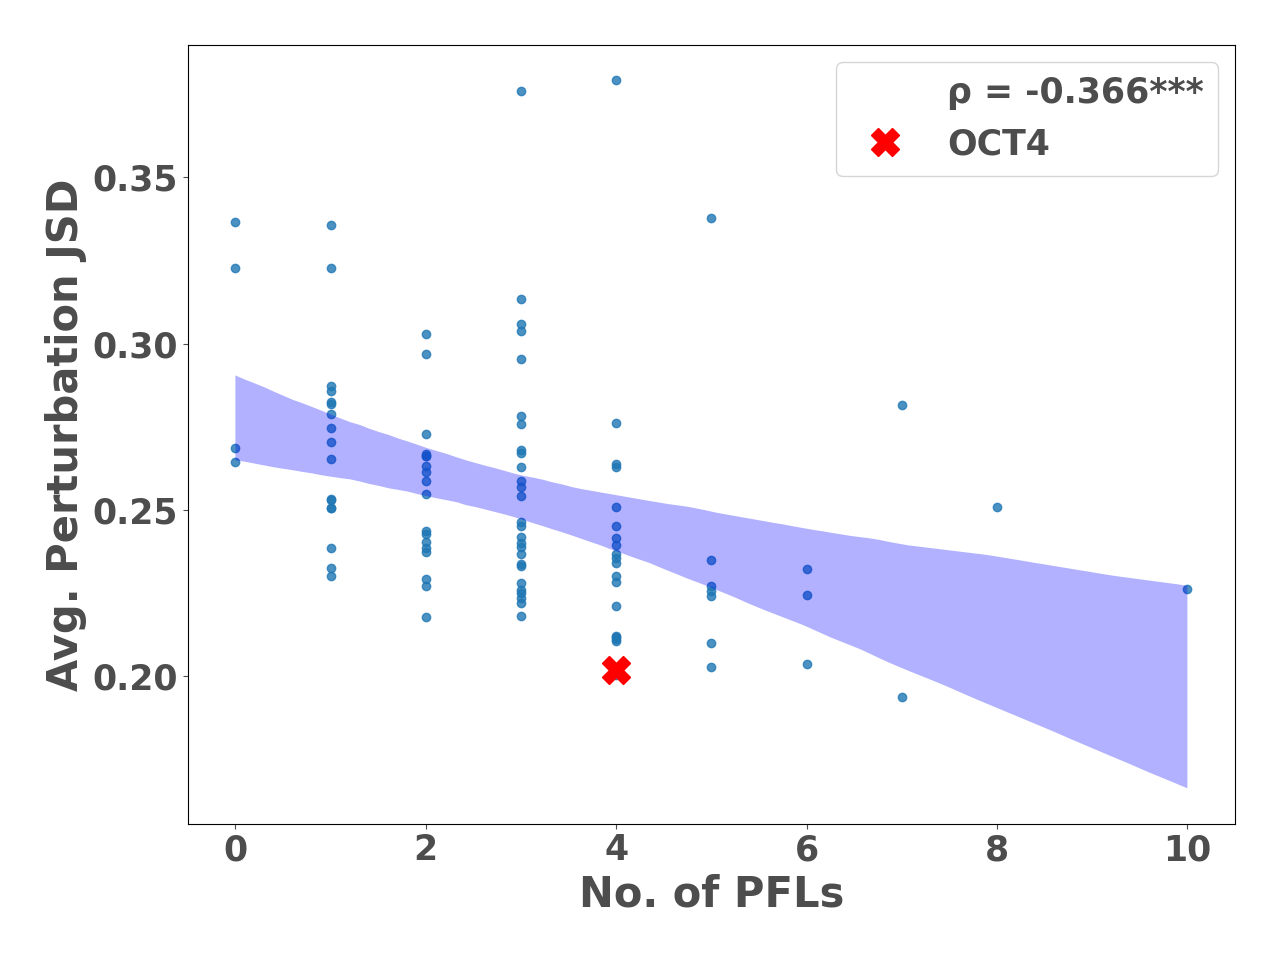 ρ = -0.366***
OCT4
Avg. Perturbation JSD
0.35
0.30
0.25
0.20
0 2 4 6 8 10
No. of PFLs